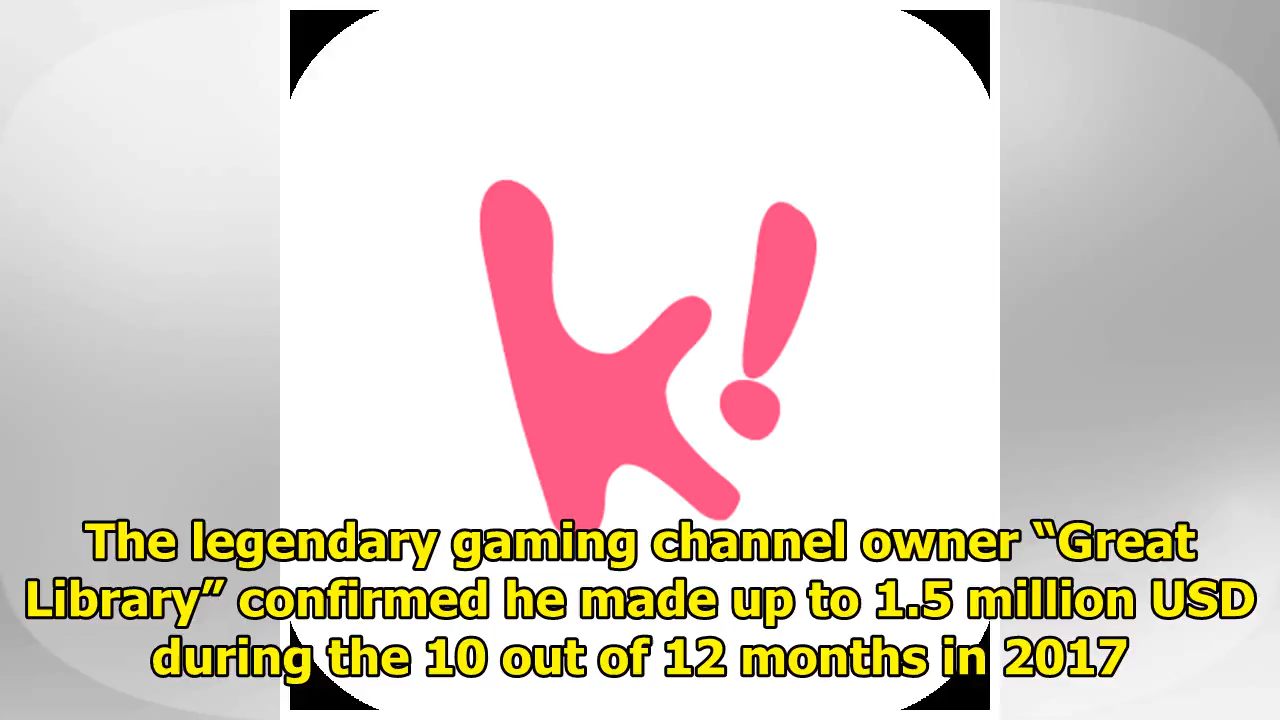 k!
The legendary gaming channel owner “Great
Library” confirmed he made up to 1.5 million USD
during the 10 out of 12 months in 2017